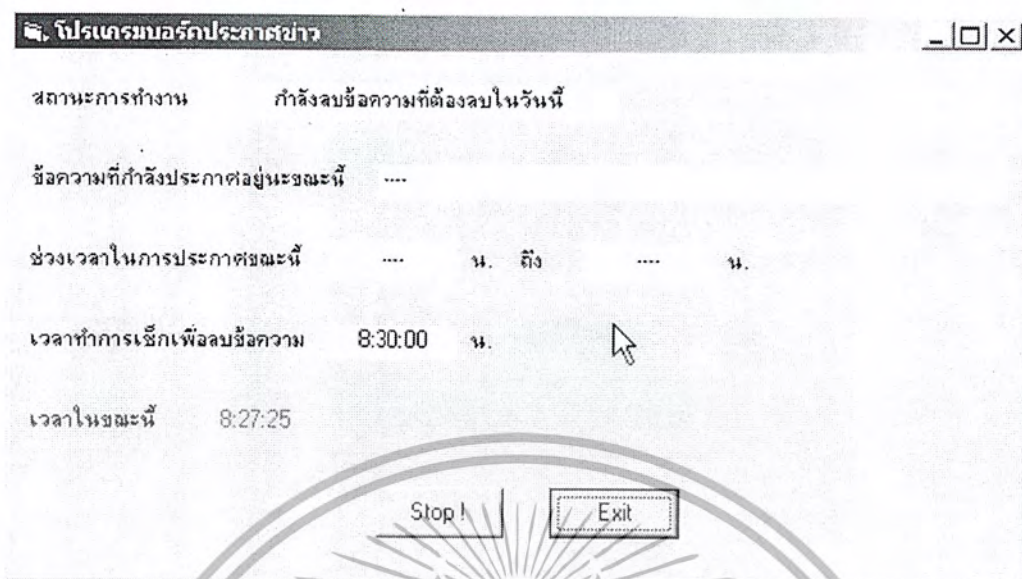 โปรแกรมบอร์ดประกาศข่าว
สถานะการทำงาน กำลังลบข้อความที่ต้องลบในวันนี้
ข้อความที่กำลังประกาศอยู่นะขณะนี้ ----
ช่วงเวลาในการประกาศขณะนี้ ---- น. ถึง ---- น.
เวลาทำการเช็กเพื่อลบข้อความ 8:30:00 น.
เวลาในขณะนี้ 8:27:25
Stop ! Exit